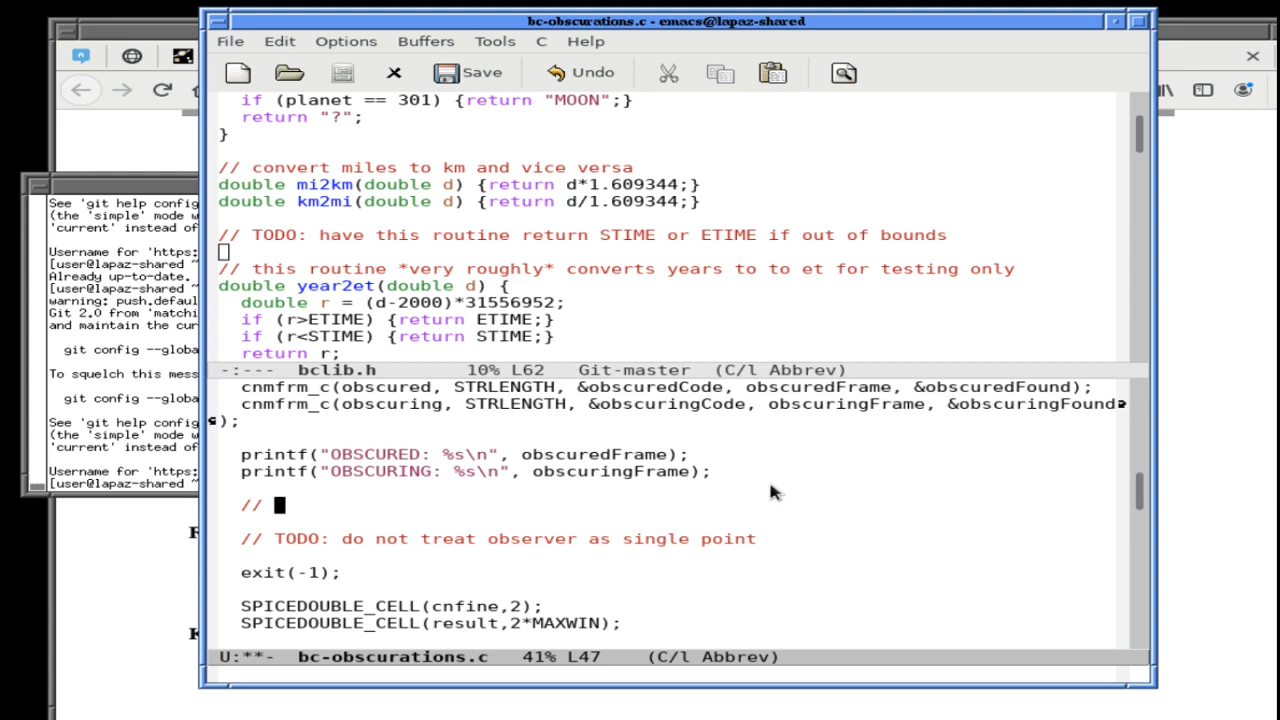 bc-obscurations.c - emacs@lapaz-shared
File Edit Options Buffers Tools C Help
Save Undo
if (planet == 301) {return "MOON";}
return "?";
}
// convert miles to km and vice versa
double mi2km(double d) {return d*1.609344;}
double km2mi(double d) {return d/1.609344;}
// TODO: have this routine return STIME or ETIME if out of bounds
// this routine *very roughly* converts years to to et for testing only
double year2et(double d) {
double r = (d-2000)*31556952;
if (r>ETIME) {return ETIME;}
if (r<STIME) {return STIME;}
return r;
-:--- bclib.h 10% L62 Git-master (C/l Abbrev)
cnmfrm_c(obscured, STRLENGTH, &obscuredCode, obscuredFrame, &obscuredFound);
cnmfrm_c(obscuring, STRLENGTH, &obscuringCode, obscuringFrame, &obscuringFound
);
printf("OBSCURED: %s\n", obscuredFrame);
printf("OBSCURING: %s\n", obscuringFrame);
//
// TODO: do not treat observer as single point
exit(-1);
SPICEDOUBLE_CELL(cnfine,2);
SPICEDOUBLE_CELL(result,2*MAXWIN);
U:**- bc-obscurations.c 41% L47 (C/l Abbrev)
See 'git help config
(the 'simple' mode w
'current' instead of
Username for 'https:
[user@lapaz-shared ~
Already up-to-date.
[user@lapaz-shared ~
warning: push.defaul
Git 2.0 from 'matchi
and maintain the cur
git config --globa
To squelch this mess
git config --globa
See 'git help config
(the 'simple' mode w
'current' instead of
Username for 'https:
[user@lapaz-shared ~